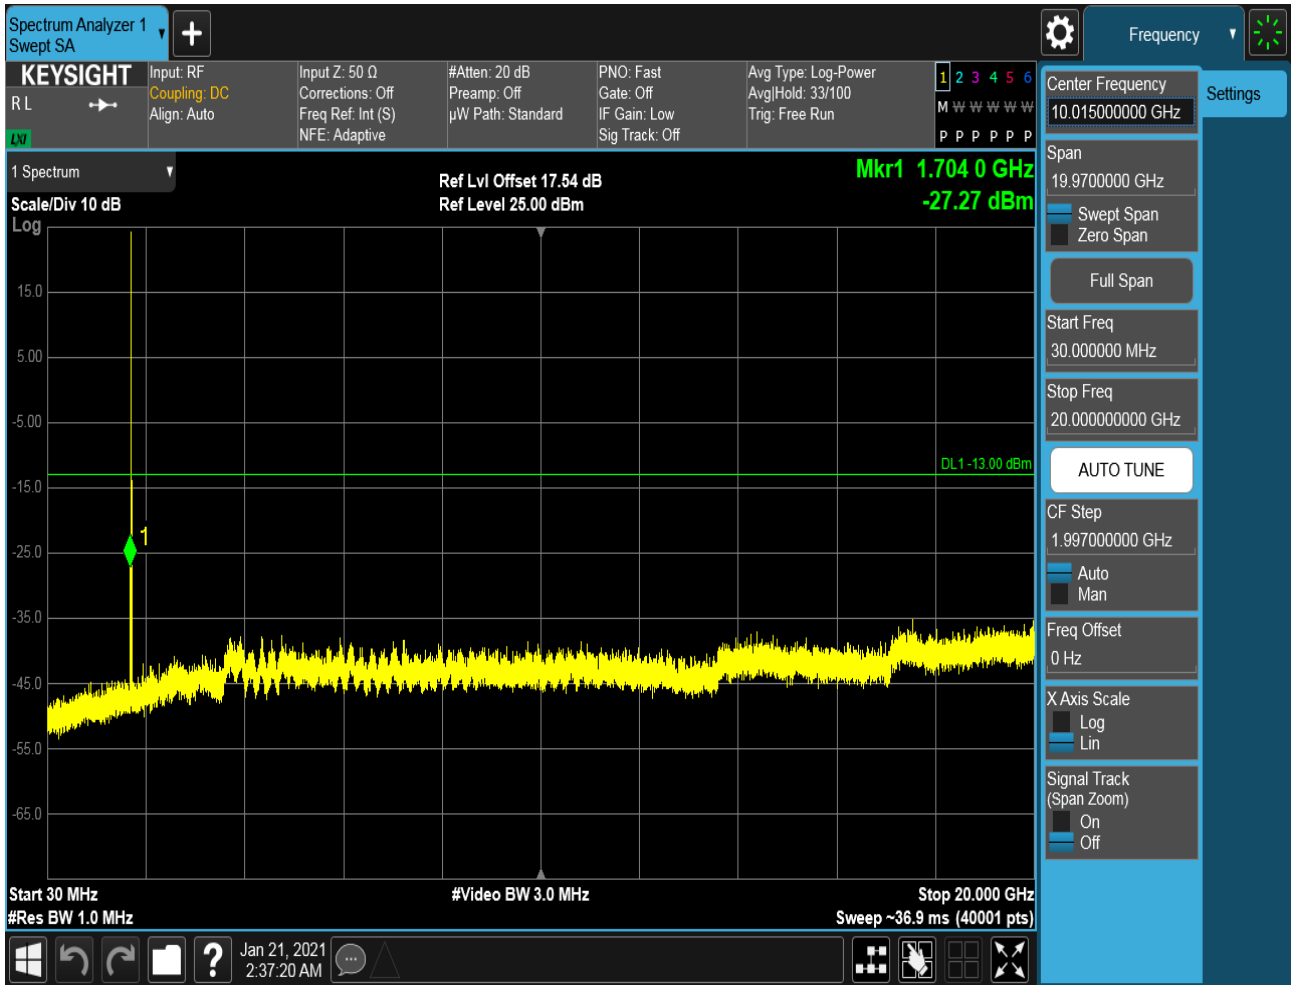 Spectrum Analyzer 1
Swept SA
Frequency
KEYSIGHT
R L
LXI
Input: RF
Coupling: DC
Align: Auto
Input Z: 50 Ω
Corrections: Off
Freq Ref: Int (S)
NFE: Adaptive
#Atten: 20 dB
Preamp: Off
µW Path: Standard
PNO: Fast
Gate: Off
IF Gain: Low
Sig Track: Off
Avg Type: Log-Power
Avg|Hold: 33/100
Trig: Free Run
1 2 3 4 5 6
M W W W W W
P P P P P P
1 Spectrum
Scale/Div 10 dB
Log
Ref Lvl Offset 17.54 dB
Ref Level 25.00 dBm
Mkr1 1.704 0 GHz
-27.27 dBm
15.0
5.00
-5.00
-15.0
-25.0
-35.0
-45.0
-55.0
-65.0
DL1 -13.00 dBm
1
Start 30 MHz
#Res BW 1.0 MHz
#Video BW 3.0 MHz
Stop 20.000 GHz
Sweep ~36.9 ms (40001 pts)
Center Frequency
10.015000000 GHz
Settings
Span
19.9700000 GHz
Swept Span
Zero Span
Full Span
Start Freq
30.000000 MHz
Stop Freq
20.000000000 GHz
AUTO TUNE
CF Step
1.997000000 GHz
Auto
Man
Freq Offset
0 Hz
X Axis Scale
Log
Lin
Signal Track
(Span Zoom)
On
Off
?
Jan 21, 2021
2:37:20 AM